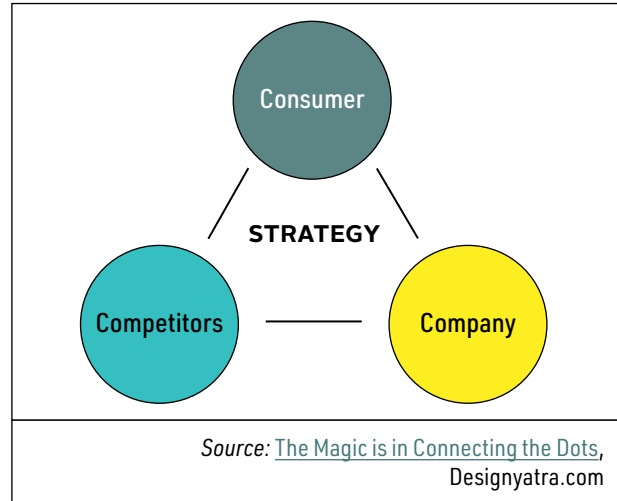 Consumer
STRATEGY
Competitors
Company
Source: The Magic is in Connecting the Dots,
Designyatra.com